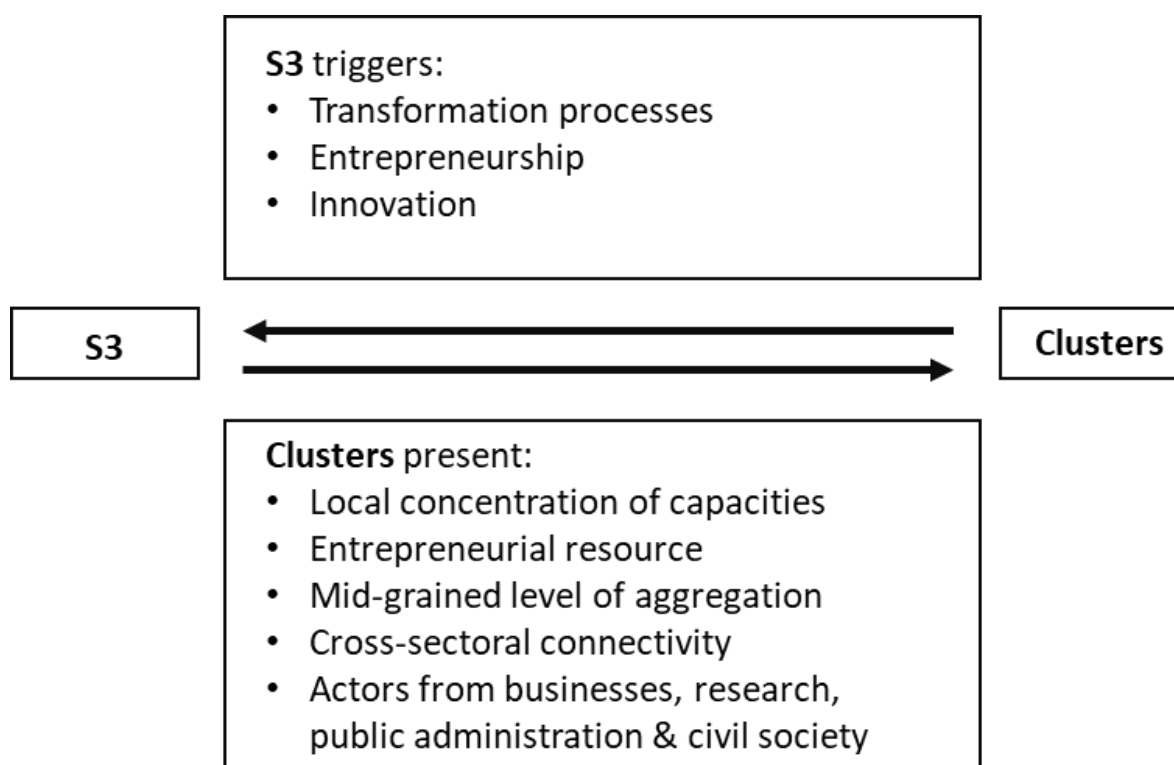 S3 triggers:
• Transformation processes
• Entrepreneurship
• Innovation
S3
Clusters
Clusters present:
• Local concentration of capacities
• Entrepreneurial resource
• Mid-grained level of aggregation
• Cross-sectoral connectivity
• Actors from businesses, research,
public administration & civil society